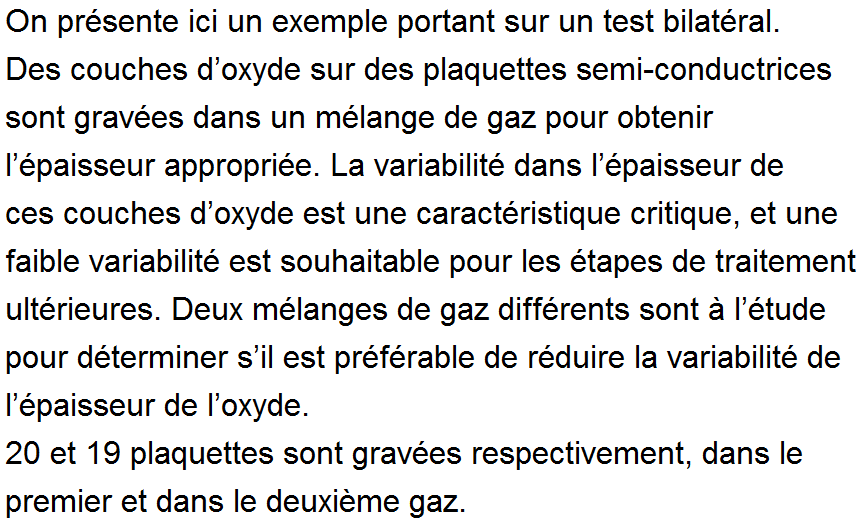 On présente ici un exemple portant sur un test bilatéral.
Des couches d’oxyde sur des plaquettes semi-conductrices
sont gravées dans un mélange de gaz pour obtenir
l’épaisseur appropriée. La variabilité dans l’épaisseur de
ces couches d’oxyde est une caractéristique critique, et une
faible variabilité est souhaitable pour les étapes de traitement
ultérieures. Deux mélanges de gaz différents sont à l’étude
pour déterminer s’il est préférable de réduire la variabilité de
l’épaisseur de l’oxyde.
20 et 19 plaquettes sont gravées respectivement, dans le
premier et dans le deuxième gaz.